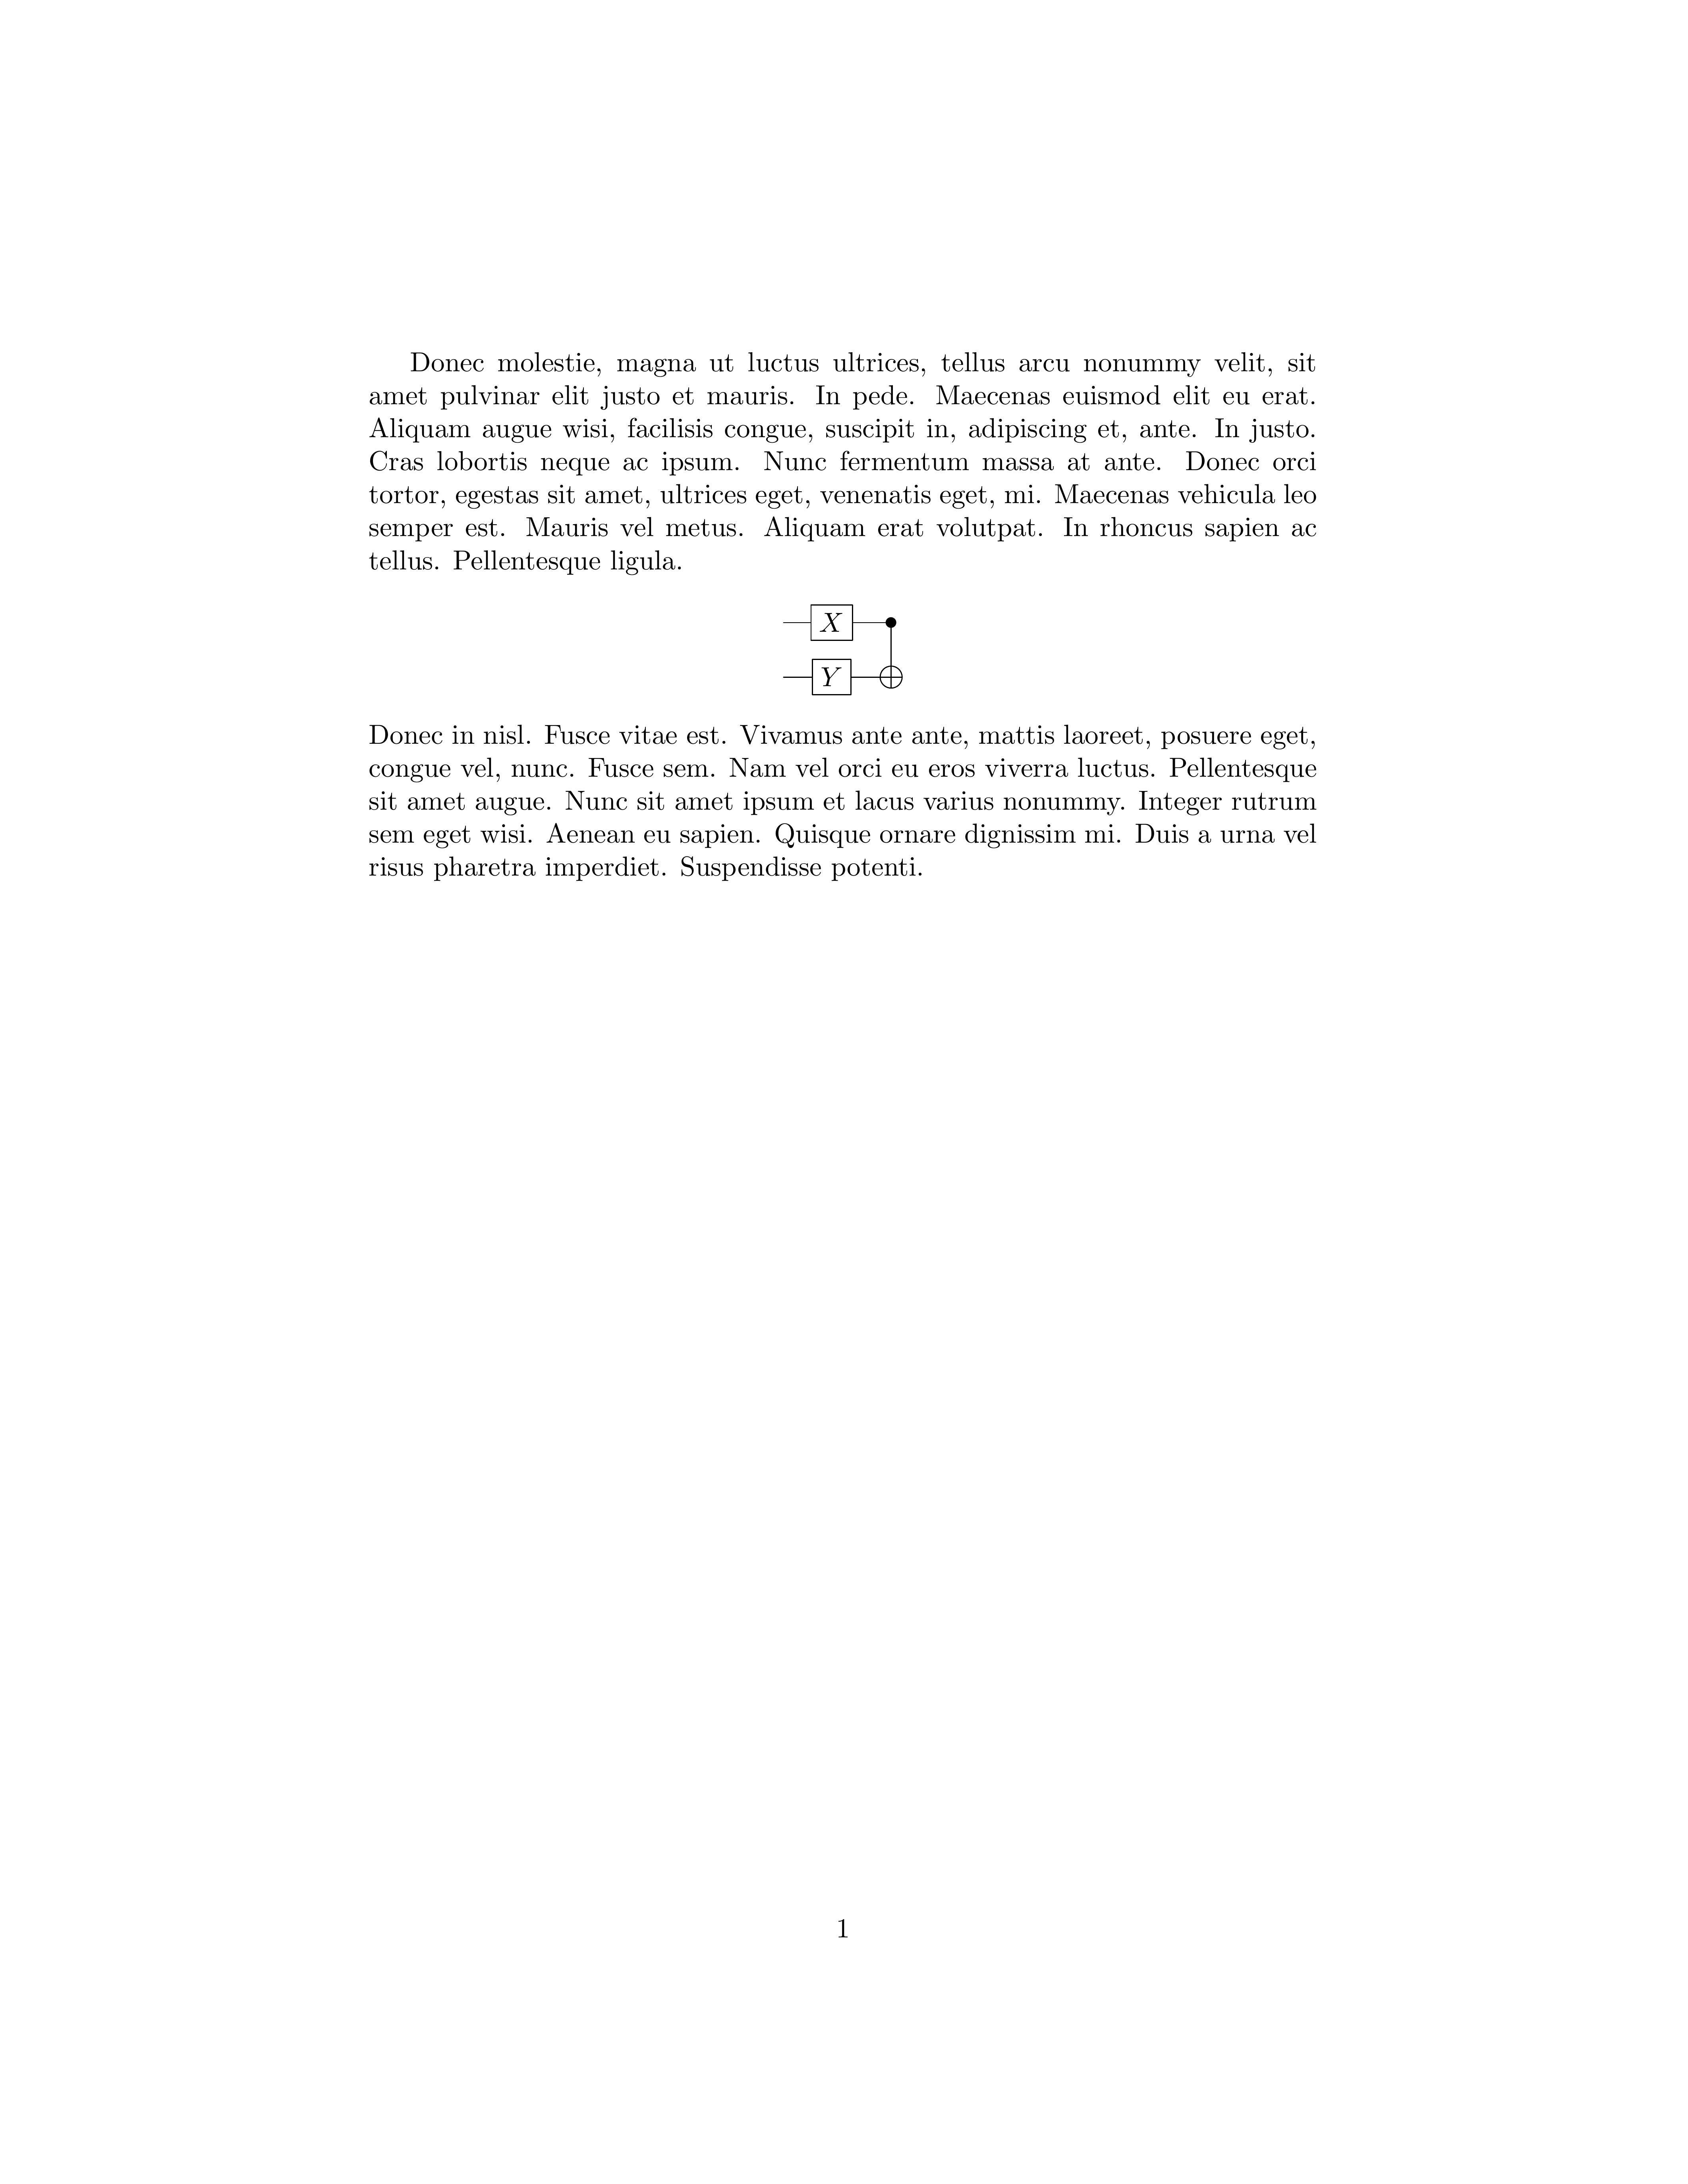 Donec molestie, magna ut luctus ultrices, tellus arcu nonummy velit, sit
amet pulvinar elit justo et mauris. In pede. Maecenas euismod elit eu erat.
Aliquam augue wisi, facilisis congue, suscipit in, adipiscing et, ante. In justo.
Cras lobortis neque ac ipsum. Nunc fermentum massa at ante. Donec orci
tortor, egestas sit amet, ultrices eget, venenatis eget, mi. Maecenas vehicula leo
semper est. Mauris vel metus. Aliquam erat volutpat. In rhoncus sapien ac
tellus. Pellentesque ligula.
X
Y
Donec in nisl. Fusce vitae est. Vivamus ante ante, mattis laoreet, posuere eget,
congue vel, nunc. Fusce sem. Nam vel orci eu eros viverra luctus. Pellentesque
sit amet augue. Nunc sit amet ipsum et lacus varius nonummy. Integer rutrum
sem eget wisi. Aenean eu sapien. Quisque ornare dignissim mi. Duis a urna vel
risus pharetra imperdiet. Suspendisse potenti.
1